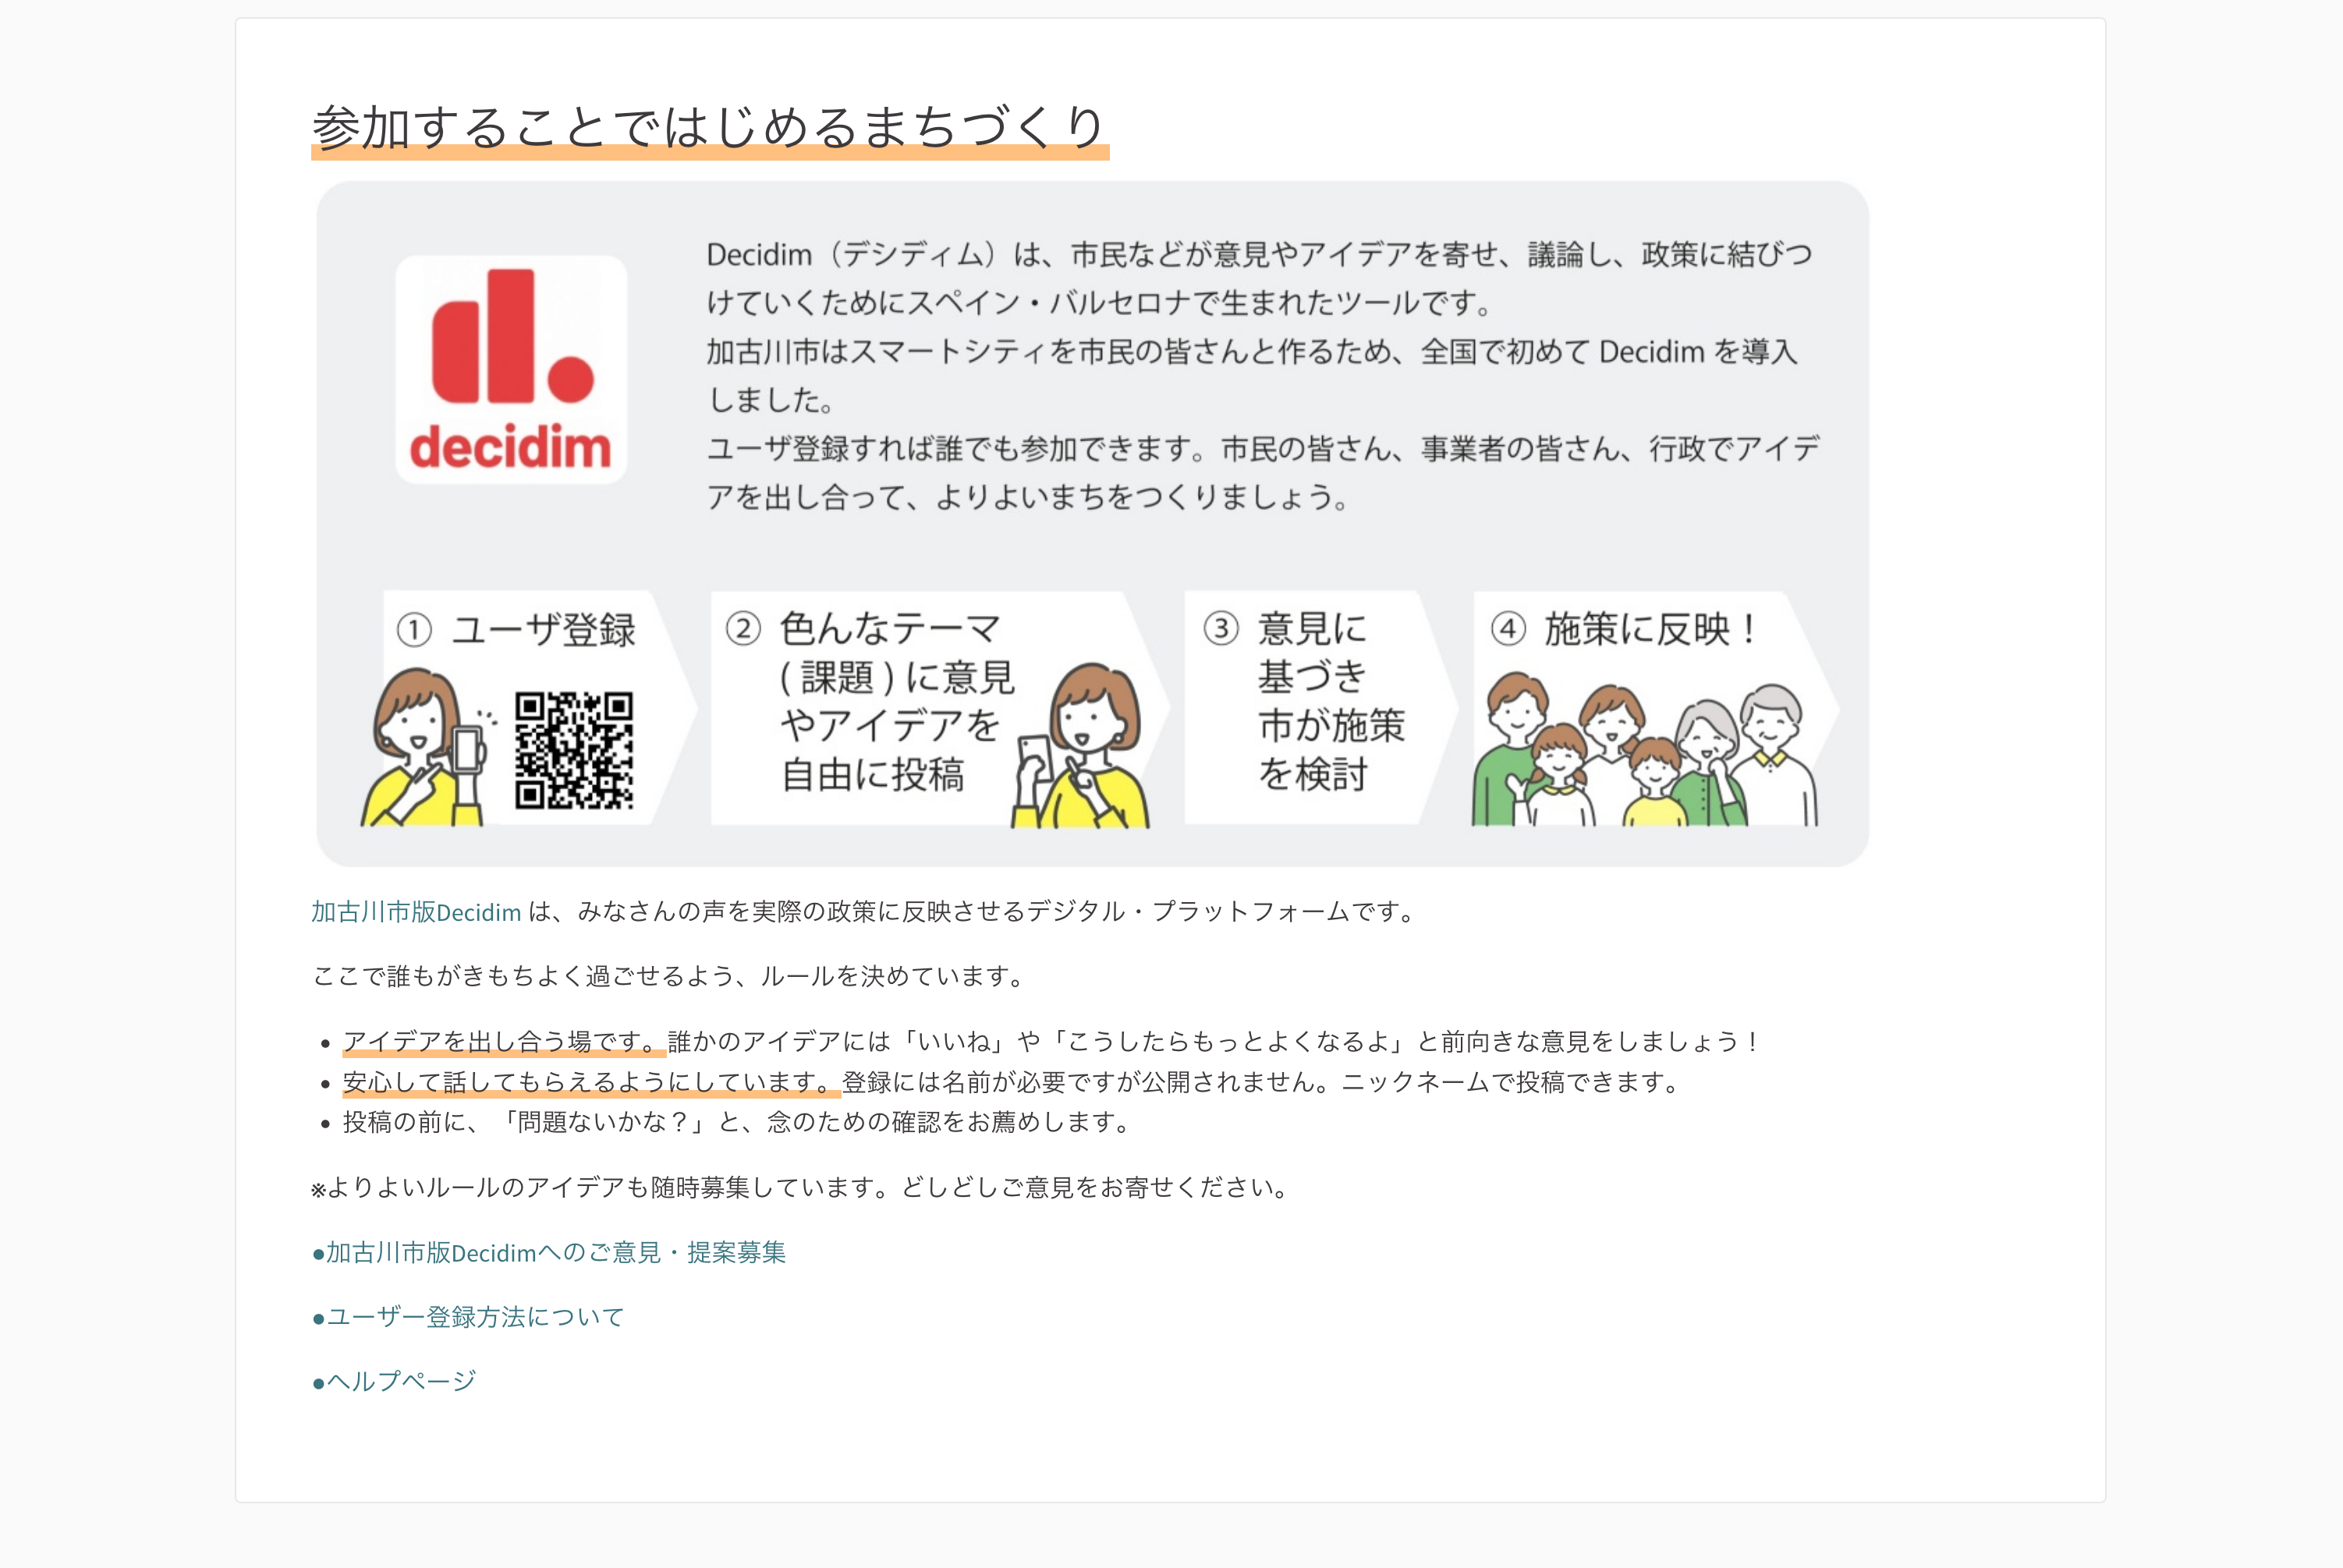 参加することではじめるまちづくり
decidim
Decidim（デシディム）は、市民などが意見やアイデアを寄せ、議論し、政策に結びつ
けていくためにスペイン・バルセロナで生まれたツールです。
加古川市はスマートシティを市民の皆さんと作るため、全国で初めて Decidim を導入
しました。
ユーザ登録すれば誰でも参加できます。市民の皆さん、事業者の皆さん、行政でアイデ
アを出し合って、よりよいまちをつくりましょう。
① ユーザ登録
② 色んなテーマ
( 課題 ) に意見
やアイデアを
自由に投稿
③ 意見に
基づき
市が施策
を検討
④ 施策に反映！
加古川市版Decidim は、みなさんの声を実際の政策に反映させるデジタル・プラットフォームです。
ここで誰もがきもちよく過ごせるよう、ルールを決めています。
• アイデアを出し合う場です。誰かのアイデアには「いいね」や「こうしたらもっとよくなるよ」と前向きな意見をしましょう！
• 安心して話してもらえるようにしています。登録には名前が必要ですが公開されません。ニックネームで投稿できます。
• 投稿の前に、「問題ないかな？」と、念のための確認をお薦めします。
※よりよいルールのアイデアも随時募集しています。どしどしご意見をお寄せください。
●加古川市版Decidimへのご意見・提案募集
●ユーザー登録方法について
●ヘルプページ